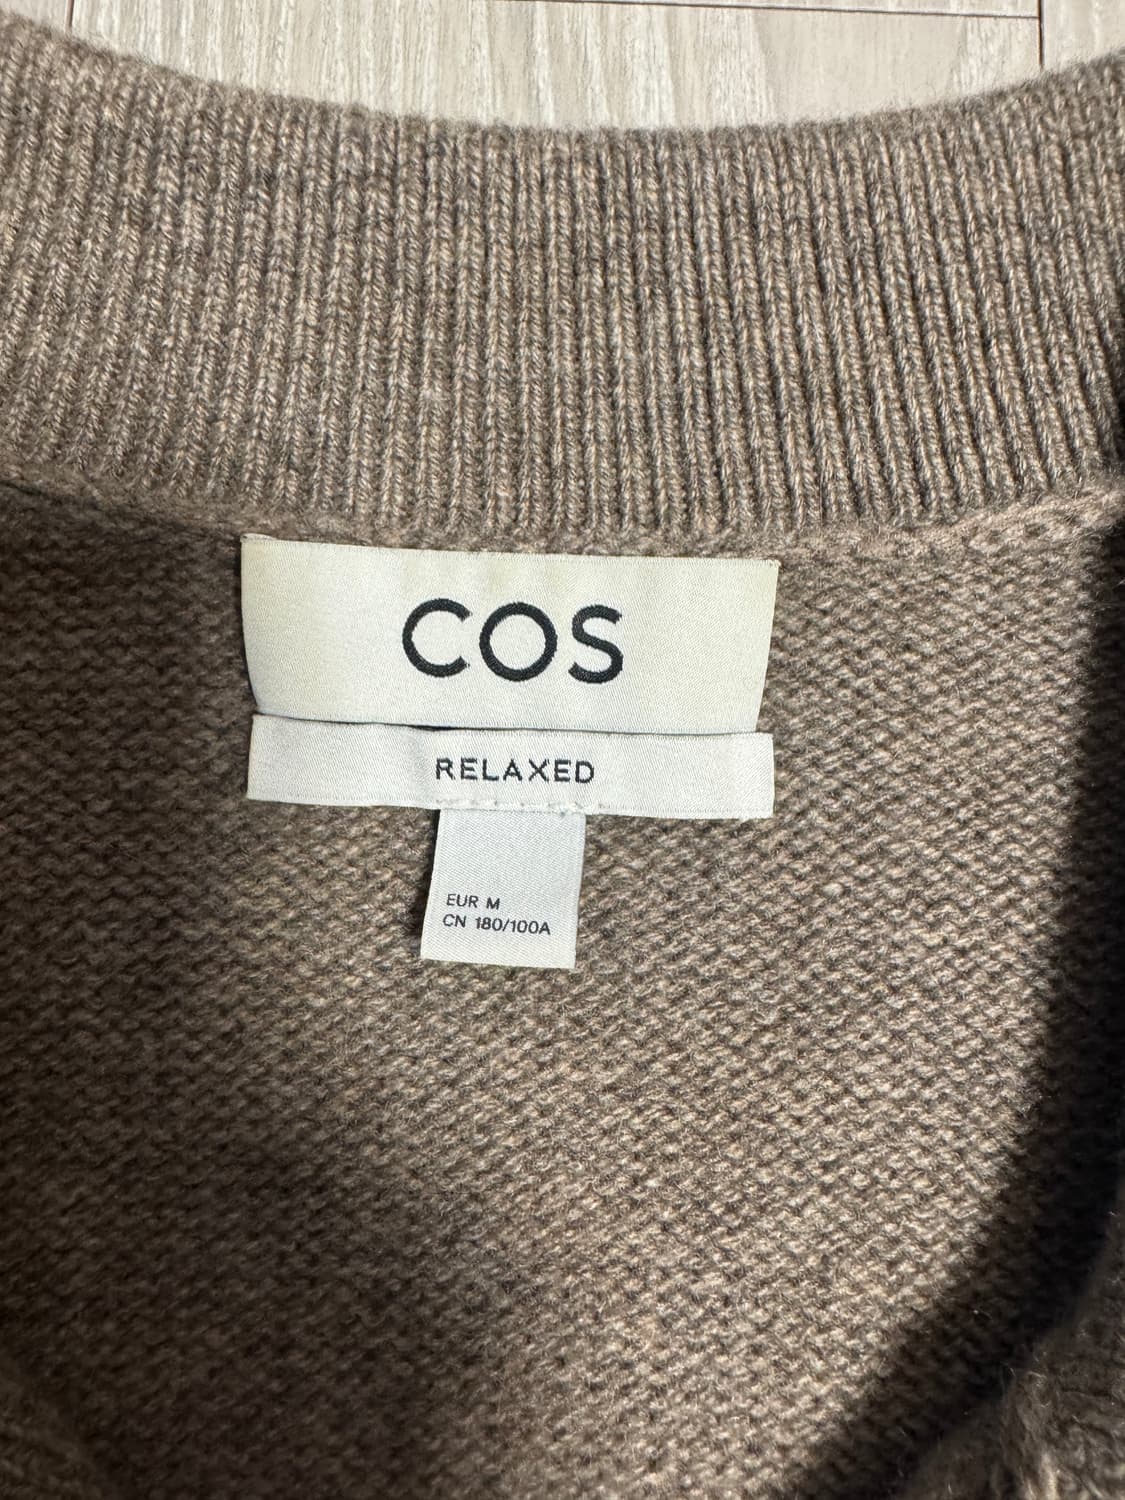 COS
RELAXED
EUR M
CN 180/100A